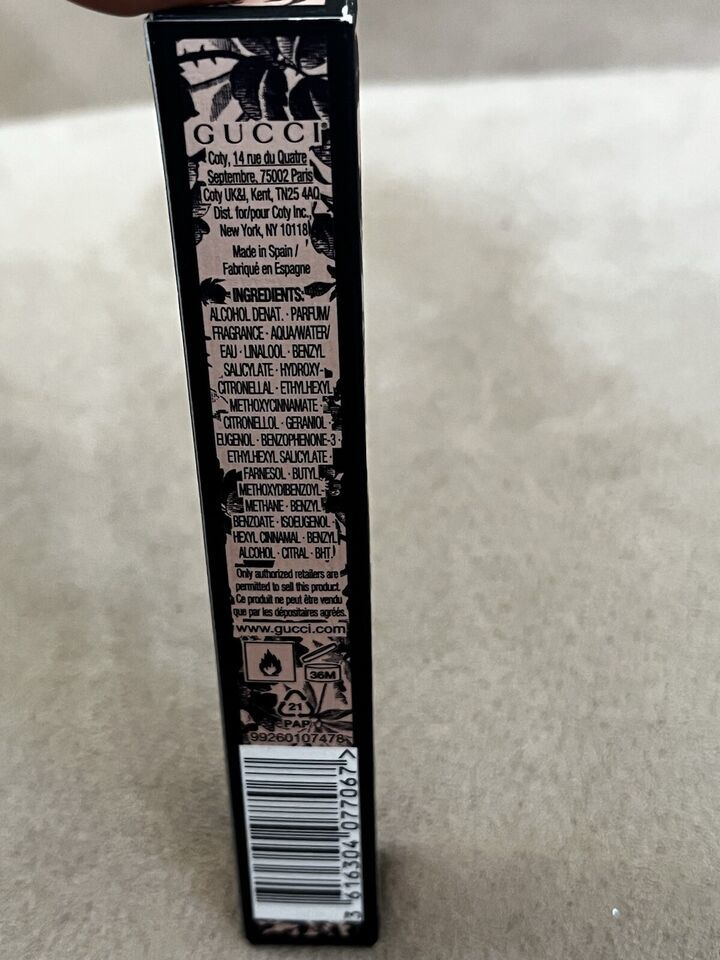 GUCCI
Coty, 14 rue du Quatre
Septembre, 75002 Paris
Coty UK&I, Kent, TN25 4AQ
Dist. for/pour Coty Inc.,
New York, NY 10118
Made in Spain /
Fabriqué en Espagne
INGREDIENTS:
ALCOHOL DENAT. · PARFUM/
FRAGRANCE · AQUA/WATER/
EAU · LINALOOL · BENZYL
SALICYLATE · HYDROXY-
CITRONELLAL · ETHYLHEXYL
METHOXYCINNAMATE ·
CITRONELLOL · GERANIOL ·
EUGENOL · BENZOPHENONE-3 ·
ETHYLHEXYL SALICYLATE ·
FARNESOL · BUTYL
METHOXYDIBENZOYL-
METHANE · BENZYL
BENZOATE · ISOEUGENOL ·
HEXYL CINNAMAL · BENZYL
ALCOHOL · CITRAL · BHT.
Only authorized retailers are
permitted to sell this product.
Ce produit ne peut être vendu
que par les dépositaires agréés.
www.gucci.com
36M
21
PAP
99260107478
3 616304 077067 >